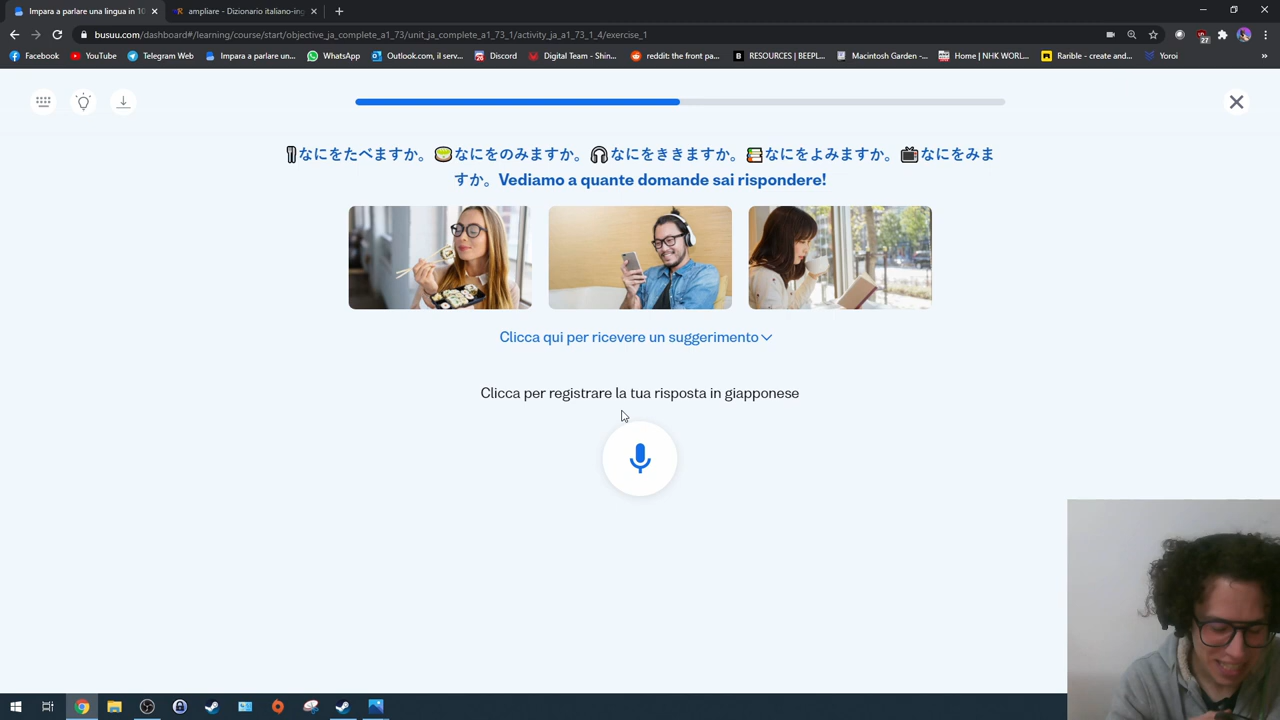 Impara a parlare una lingua in 10
ampliare - Dizionario italiano-ing
busuu.com/dashboard#/learning/course/start/objective_ja_complete_a1_73/unit_ja_complete_a1_73_1/activity_ja_a1_73_1_4/exercise_1
27
Facebook
YouTube
Telegram Web
Impara a parlare un...
WhatsApp
Outlook.com, il serv...
Discord
Digital Team - Shin...
RESOURCES | BEEPL...
Macintosh Garden -...
reddit: the front pa...
Home | NHK WORL...
Rarible - create and...
Yoroi
»
なにをたべますか。なにをのみますか。なにをききますか。なにをよみますか。なにをみま
すか。Vediamo a quante domande sai rispondere!
Clicca qui per ricevere un suggerimento
Clicca per registrare la tua risposta in giapponese